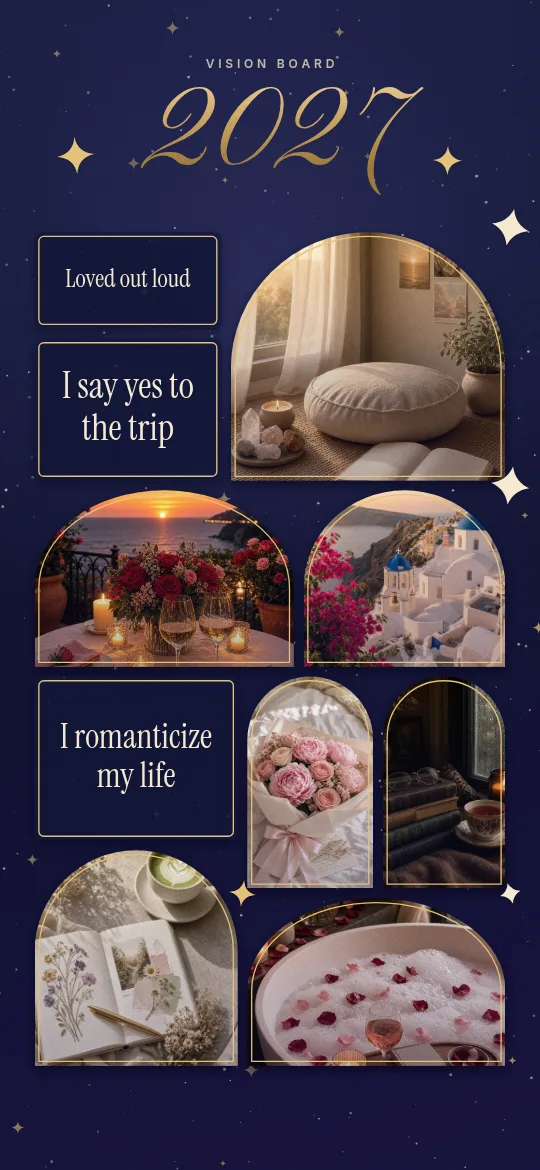 VISION BOARD
2027
Loved out loud
I say yes to
the trip
I romanticize
my life